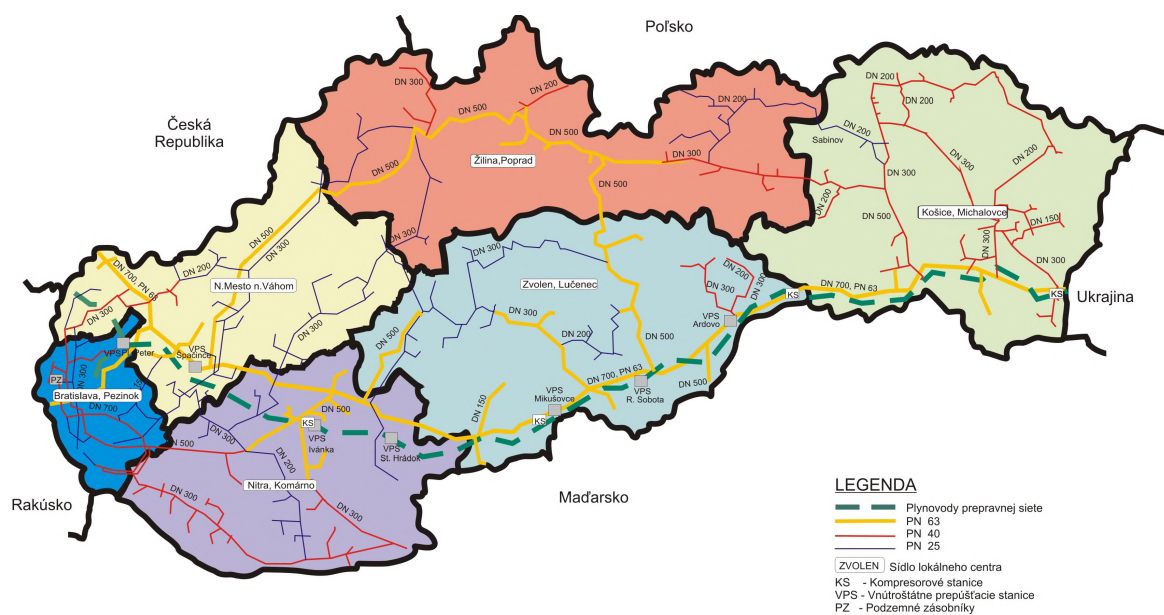 Poľsko
Česká
Republika
Rakúsko
Maďarsko
Ukrajina
DN 300
DN 200
DN 500
DN 500
DN 500
Žilina,Poprad
DN 200
DN 300
DN 500
DN 200
DN 200
DN 200
Sabinov
DN 200
DN 300
DN 300
DN 200
DN 500
Košice, Michalovce
DN 150
DN 300
DN 300
DN 700, PN 63
KS
KS
DN 500
DN 300
DN 700, PN 63
DN 200
N.Mesto n.Váhom
DN 300
DN 300
DN 300
VPS
Špačince
DN 300
Zvolen, Lučenec
DN 300
DN 200
DN 500
DN 500
DN 200
DN 300
DN 300
VPS
Ardovo
DN 700, PN 63
DN 500
VPS
R. Sobota
VPS
Mikušovce
KS
DN 150
PZ
DN 300
Bratislava, Pezinok
DN 700
DN 500
DN 300
DN 500
KS
VPS
Ivánka
VPS
St. Hrádok
DN 200
Nitra, Komárno
DN 300
DN 300
LEGENDA
Plynovody prepravnej siete
PN 63
PN 40
PN 25
ZVOLEN Sídlo lokálneho centra
KS - Kompresorové stanice
VPS - Vnútroštátne prepúšťacie stanice
PZ - Podzemné zásobníky